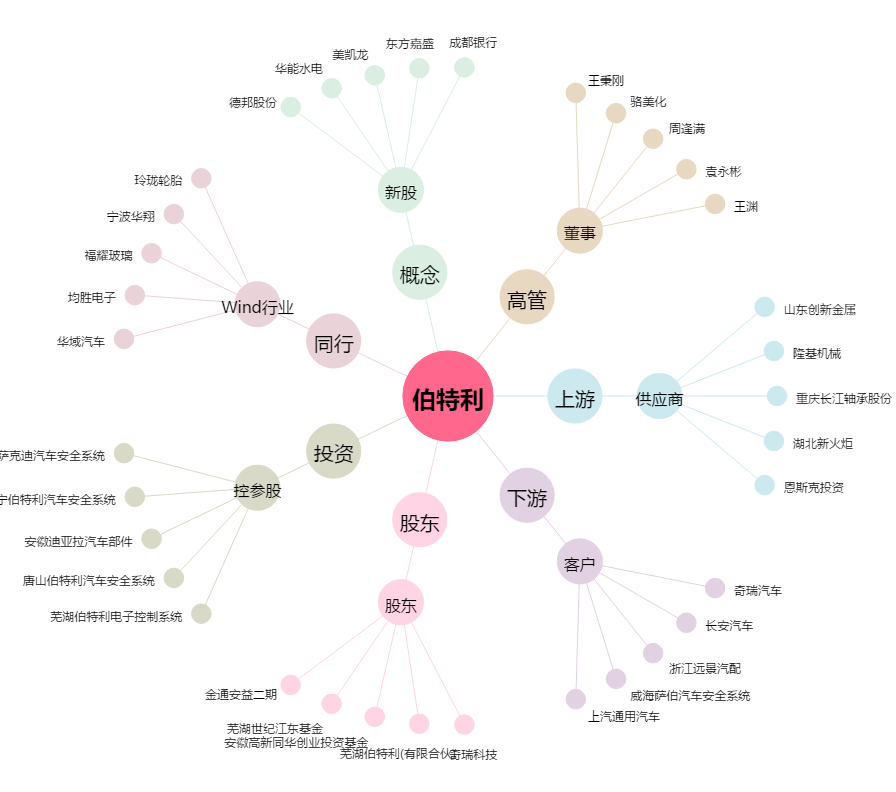 东方嘉盛
成都银行
美凯龙
华能水电
德邦股份
王秉刚
骆美化
周逢满
袁永彬
王渊
新股
董事
玲珑轮胎
宁波华翔
福耀玻璃
均胜电子
华域汽车
Wind行业
概念
高管
同行
山东创新金属
隆基机械
重庆长江轴承股份
湖北新火炬
恩斯克投资
伯特利
上游
供应商
投资
控参股
萨克迪汽车安全系统
宁伯特利汽车安全系统
安徽迪亚拉汽车部件
唐山伯特利汽车安全系统
芜湖伯特利电子控制系统
下游
股东
客户
股东
奇瑞汽车
长安汽车
浙江远景汽配
威海萨伯汽车安全系统
上汽通用汽车
金通安益二期
芜湖世纪江东基金
安徽高新同华创业投资基金
芜湖伯特利(有限合伙)
奇瑞科技